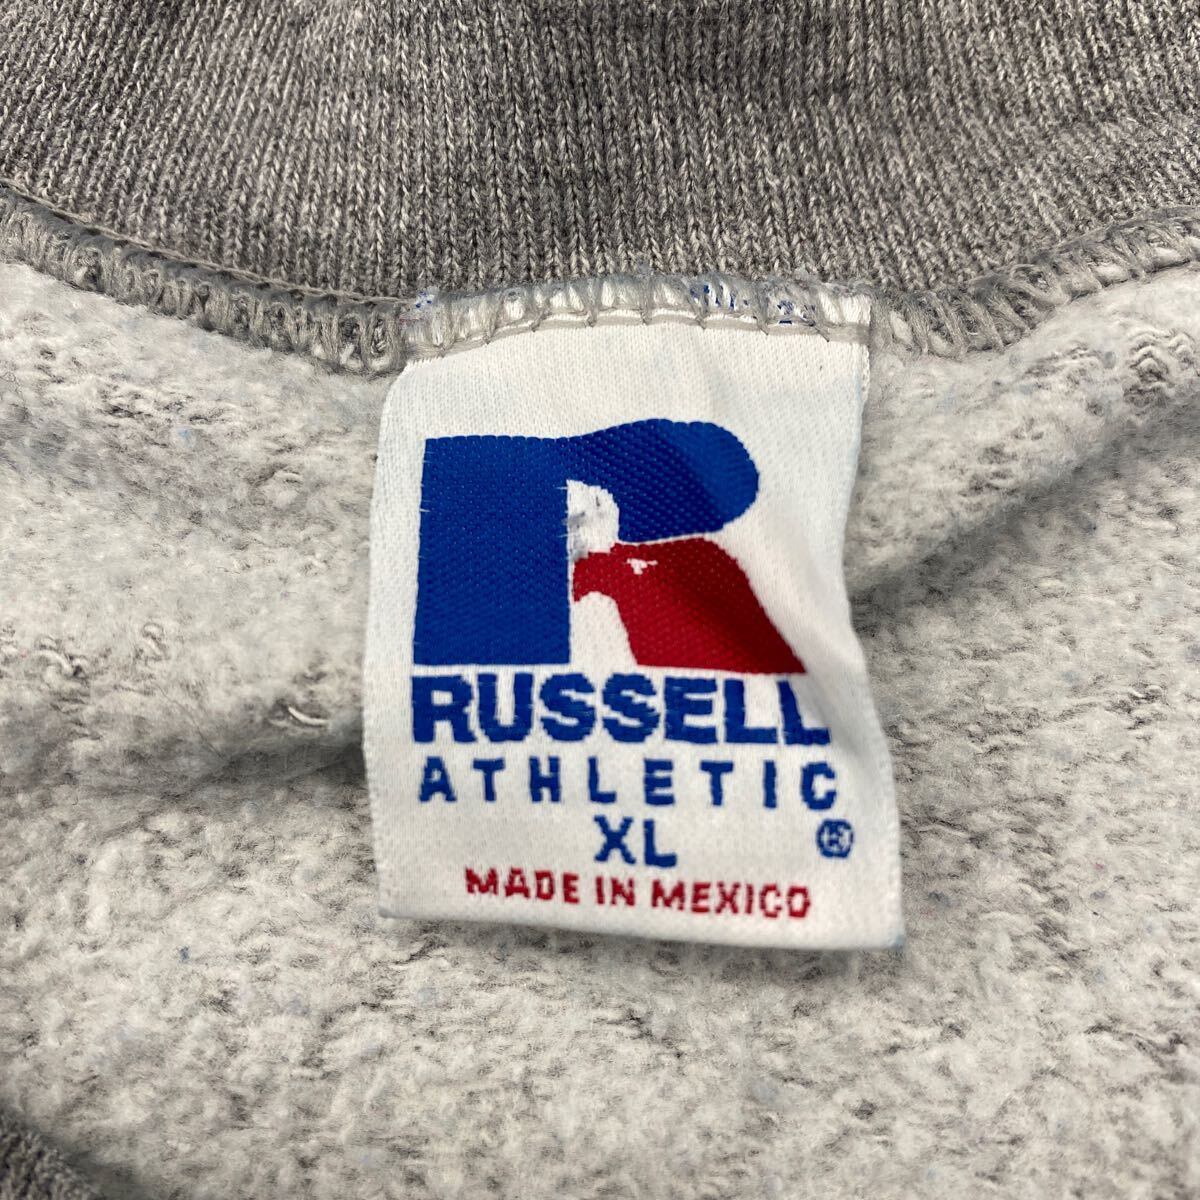 R
RUSSELL
ATHLETIC
XL ®
MADE IN MEXICO